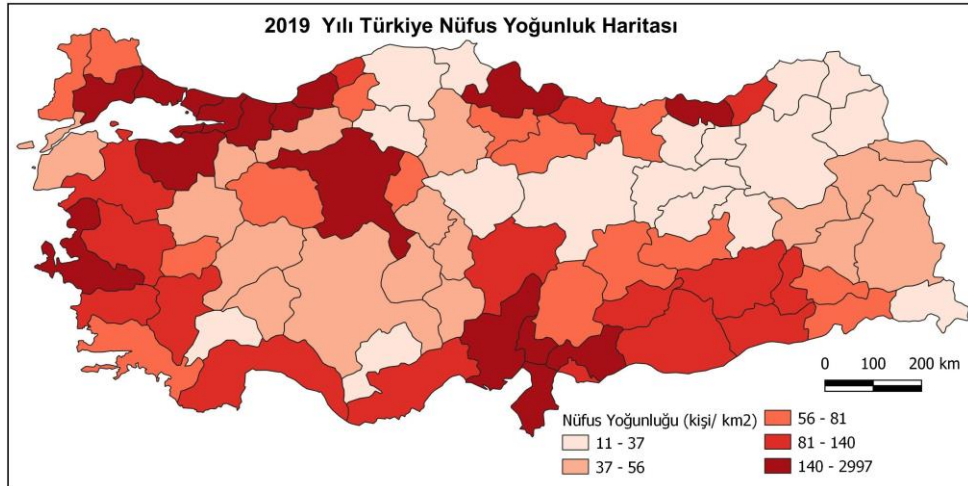 2019 Yılı Türkiye Nüfus Yoğunluk Haritası
0 100 200 km
Nüfus Yoğunluğu (kişi/ km2)
11 - 37
37 - 56
56 - 81
81 - 140
140 - 2997